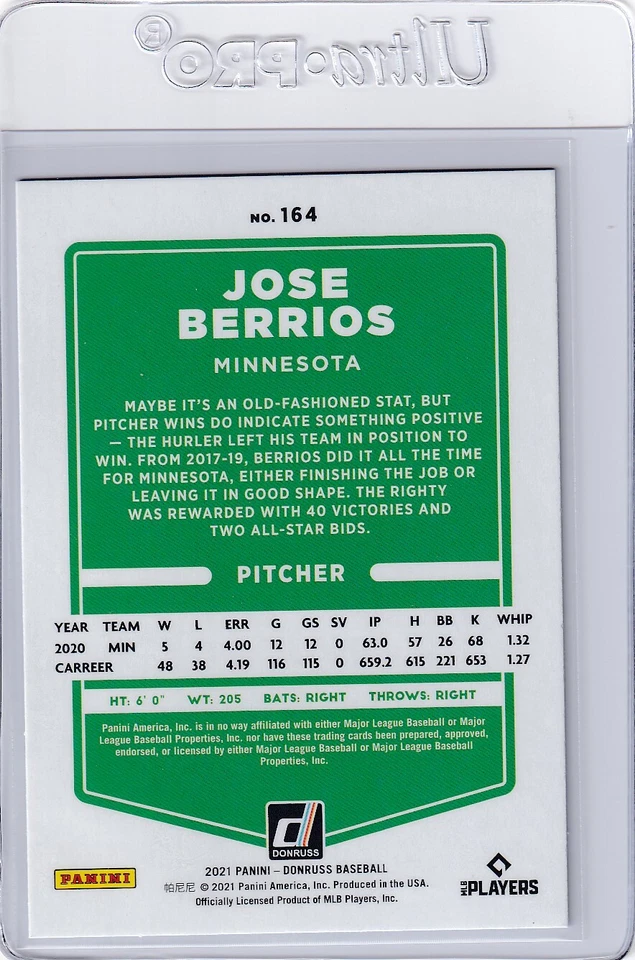 Ultra•PRO®
NO. 164
JOSE
BERRIOS
MINNESOTA
MAYBE IT'S AN OLD-FASHIONED STAT, BUT
PITCHER WINS DO INDICATE SOMETHING POSITIVE
— THE HURLER LEFT HIS TEAM IN POSITION TO
WIN. FROM 2017-19, BERRIOS DID IT ALL THE TIME
FOR MINNESOTA, EITHER FINISHING THE JOB OR
LEAVING IT IN GOOD SHAPE. THE RIGHTY
WAS REWARDED WITH 40 VICTORIES AND
TWO ALL-STAR BIDS.
PITCHER
YEAR TEAM W L ERR G GS SV IP H BB K WHIP
2020 MIN 5 4 4.00 12 12 0 63.0 57 26 68 1.32
CARREER 48 38 4.19 116 115 0 659.2 615 221 653 1.27
HT: 6' 0" WT: 205 BATS: RIGHT THROWS: RIGHT
Panini America, Inc. is in no way affiliated with either Major League Baseball or Major
League Baseball Properties, Inc. nor have these trading cards been prepared, approved,
endorsed, or licensed by either Major League Baseball or Major League Baseball
Properties, Inc.
d
DONRUSS
2021 PANINI – DONRUSS BASEBALL
PANINI
帕尼尼 © 2021 Panini America, Inc. Produced in the USA.
Officially Licensed Product of MLB Players, Inc.
MLB PLAYERS